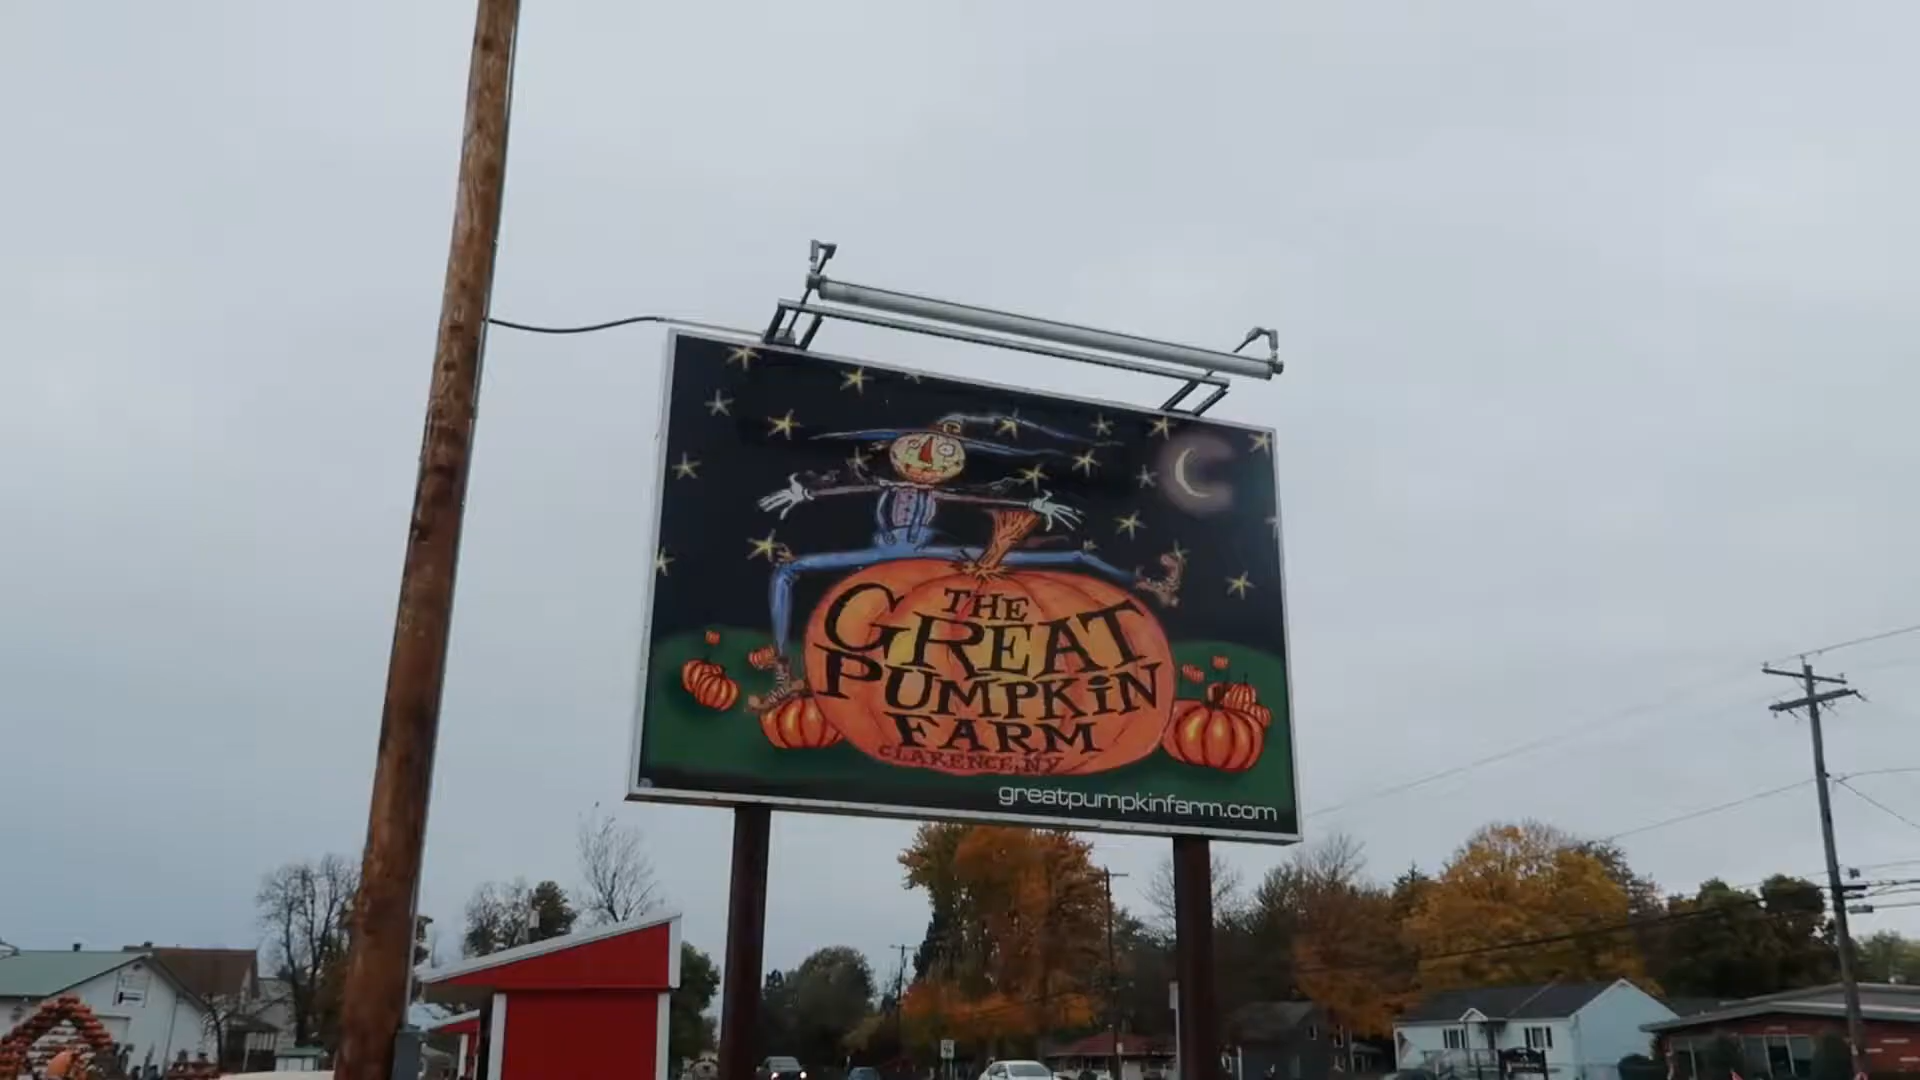 THE
GREAT
PUMPKiN
FARM
CLARENCE, NY
greatpumpkinfarm.com